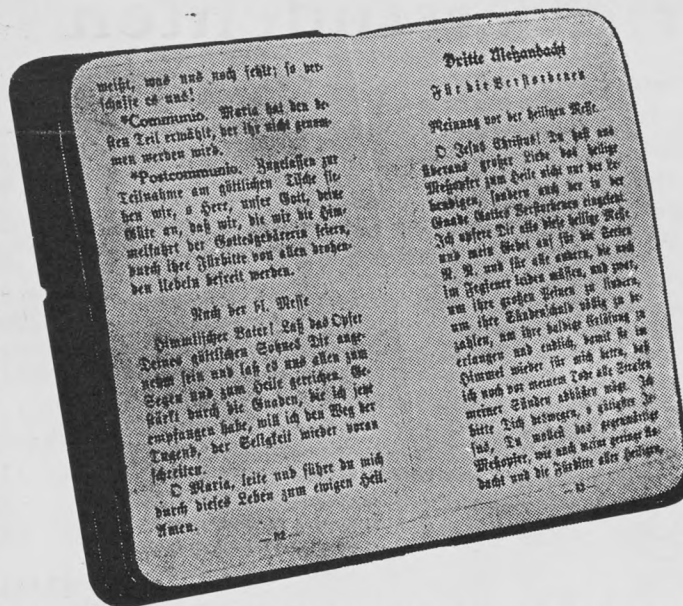 weißt, was uns noch fehlt; so ver-
schaffe es uns!
*Communio. Maria hat den be-
sten Teil erwählt, der ihr nicht genom-
men werden wird.
*Postcommunio. Zugelassen zur
Teilnahme am göttlichen Tische fle-
hen wir, o Herr, unser Gott, deine
Güte an, daß wir, die wir die Him-
melfahrt der Gottesgebärerin feiern,
durch ihre Fürbitte von allen drohen-
den Uebeln befreit werden.
Nach der hl. Messe
Himmlischer Vater! Laß das Opfer
Deines göttlichen Sohnes Dir ange-
nehm sein und laß es uns allen zum
Segen und zum Heile gereichen. Ge-
stärkt durch die Gnaden, die ich jetzt
empfangen habe, will ich den Weg der
Tugend, der Seligkeit wieder voran
schreiten.
O Maria, leite und führe du mich
durch dieses Leben zum ewigen Heil.
Amen.
Dritte Meßandacht
Für die Verstorbenen
Meinung vor der heiligen Messe.
O Jesus Christus! Du hast aus
überaus großer Liebe das heilige
Meßopfer zum Heile nicht nur der Le-
bendigen, sondern auch der in der
Gnade Gottes Verstorbenen eingesetzt.
Ich opfere Dir also diese heilige Messe
und mein Gebet auf für die Seelen
N. N. und für alle andern, die noch
im Fegfeuer leiden müssen, und zwar,
um ihre großen Peinen zu lindern,
um ihre Sündenschuld völlig zu be-
zahlen, um ihre baldige Erlösung zu
erlangen und endlich, damit sie im
Himmel wieder für mich beten, daß
ich noch vor meinem Tode alle Strafen
meiner Sünden abbüßen möge. Ich
bitte Dich deswegen, o gütigster Je-
sus, Du wollest das gegenwärtige
Meßopfer, wie auch meine geringe An-
dacht und die Fürbitte aller Heiligen,